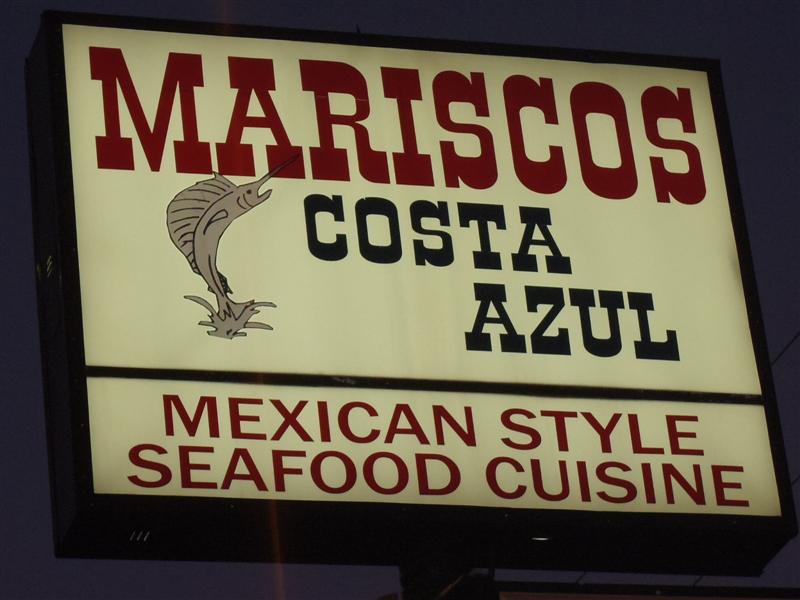 MARISCOS
COSTA
AZUL
MEXICAN STYLE
SEAFOOD CUISINE